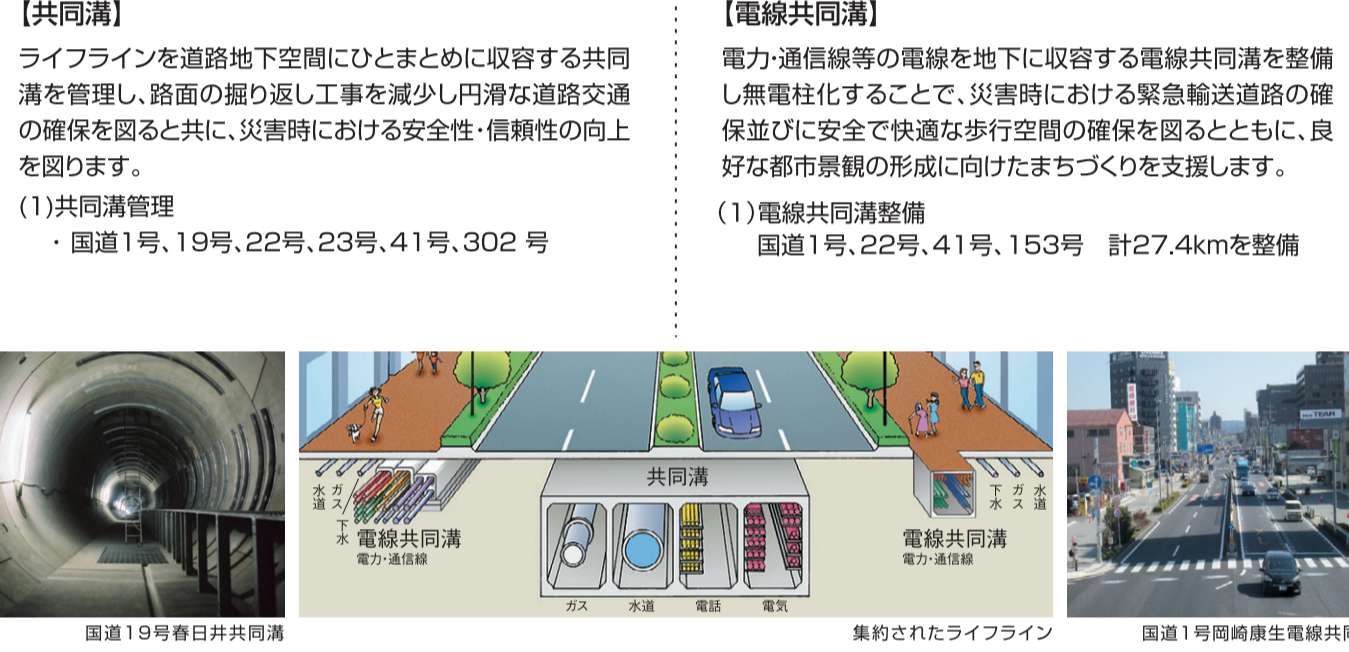 【共同溝】
ライフラインを道路地下空間にひとまとめに収容する共同
溝を管理し、路面の掘り返し工事を減少し円滑な道路交通
の確保を図ると共に、災害時における安全性・信頼性の向上
を図ります。
(1)共同溝管理
・国道1号、19号、22号、23号、41号、302 号
【電線共同溝】
電力・通信線等の電線を地下に収容する電線共同溝を整備
し無電柱化することで、災害時における緊急輸送道路の確
保並びに安全で快適な歩行空間の確保を図るとともに、良
好な都市景観の形成に向けたまちづくりを支援します。
(1)電線共同溝整備
国道1号、22号、41号、153号　計27.4kmを整備
国道19号春日井共同溝
水道
ガス
下水
電線共同溝
電力・通信線
共同溝
ガス
水道
電話
電気
電線共同溝
電力・通信線
下水
ガス
水道
集約されたライフライン
TEAR
国道1号岡崎康生電線共同